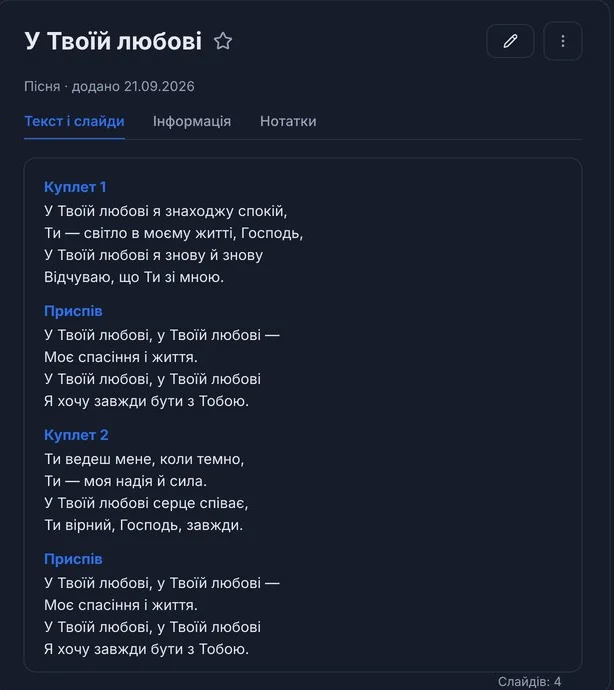 У Твоїй любові
Пісня · додано 21.09.2026
Текст і слайди Інформація Нотатки
Куплет 1
У Твоїй любові я знаходжу спокій,
Ти — світло в моєму житті, Господь,
У Твоїй любові я знову й знову
Відчуваю, що Ти зі мною.
Приспів
У Твоїй любові, у Твоїй любові —
Моє спасіння і життя.
У Твоїй любові, у Твоїй любові
Я хочу завжди бути з Тобою.
Куплет 2
Ти ведеш мене, коли темно,
Ти — моя надія й сила.
У Твоїй любові серце співає,
Ти вірний, Господь, завжди.
Приспів
У Твоїй любові, у Твоїй любові —
Моє спасіння і життя.
У Твоїй любові, у Твоїй любові
Я хочу завжди бути з Тобою.
Слайдів: 4